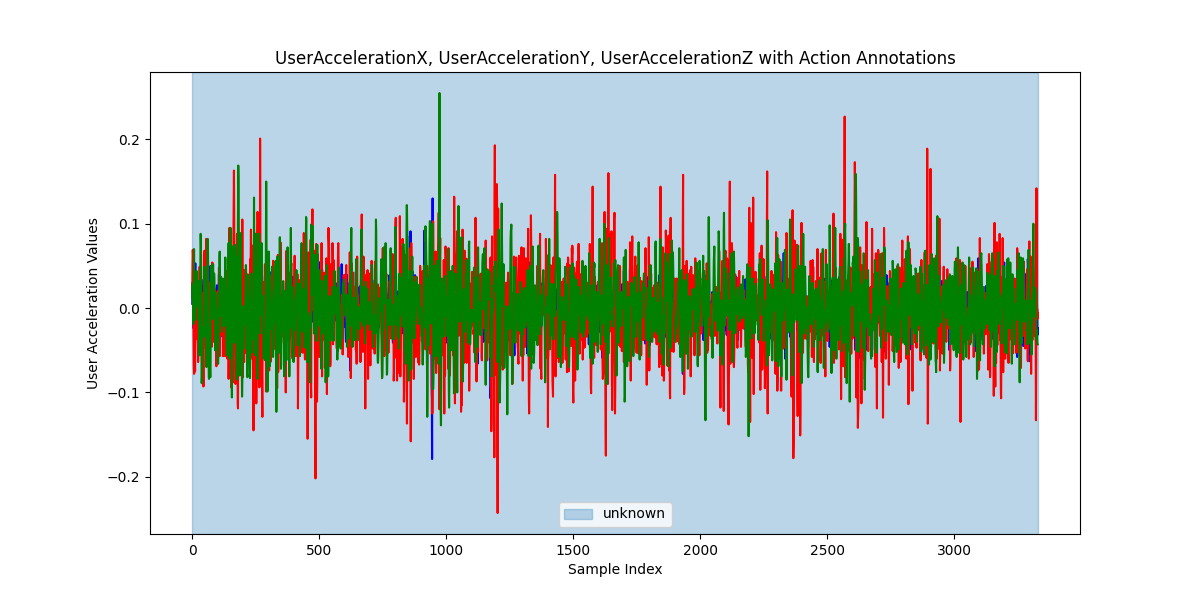 UserAccelerationX, UserAccelerationY, UserAccelerationZ with Action Annotations
User Acceleration Values
0.2
0.1
0.0
−0.1
−0.2
unknown
0 500 1000 1500 2000 2500 3000
Sample Index